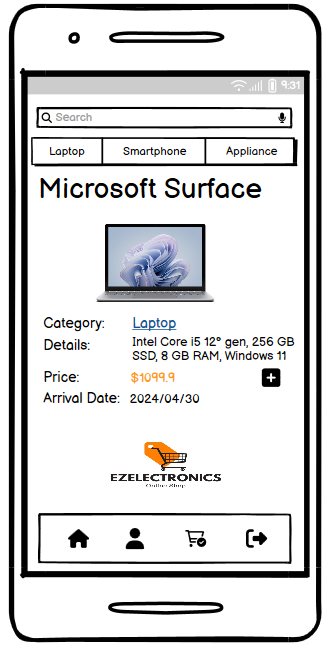 9:31
Search
Laptop Smartphone Appliance
Microsoft Surface
Category: Laptop
Details: Intel Core i5 12° gen, 256 GB
SSD, 8 GB RAM, Windows 11
Price: $1099.9
Arrival Date: 2024/04/30
EZELECTRONICS
Online Shop